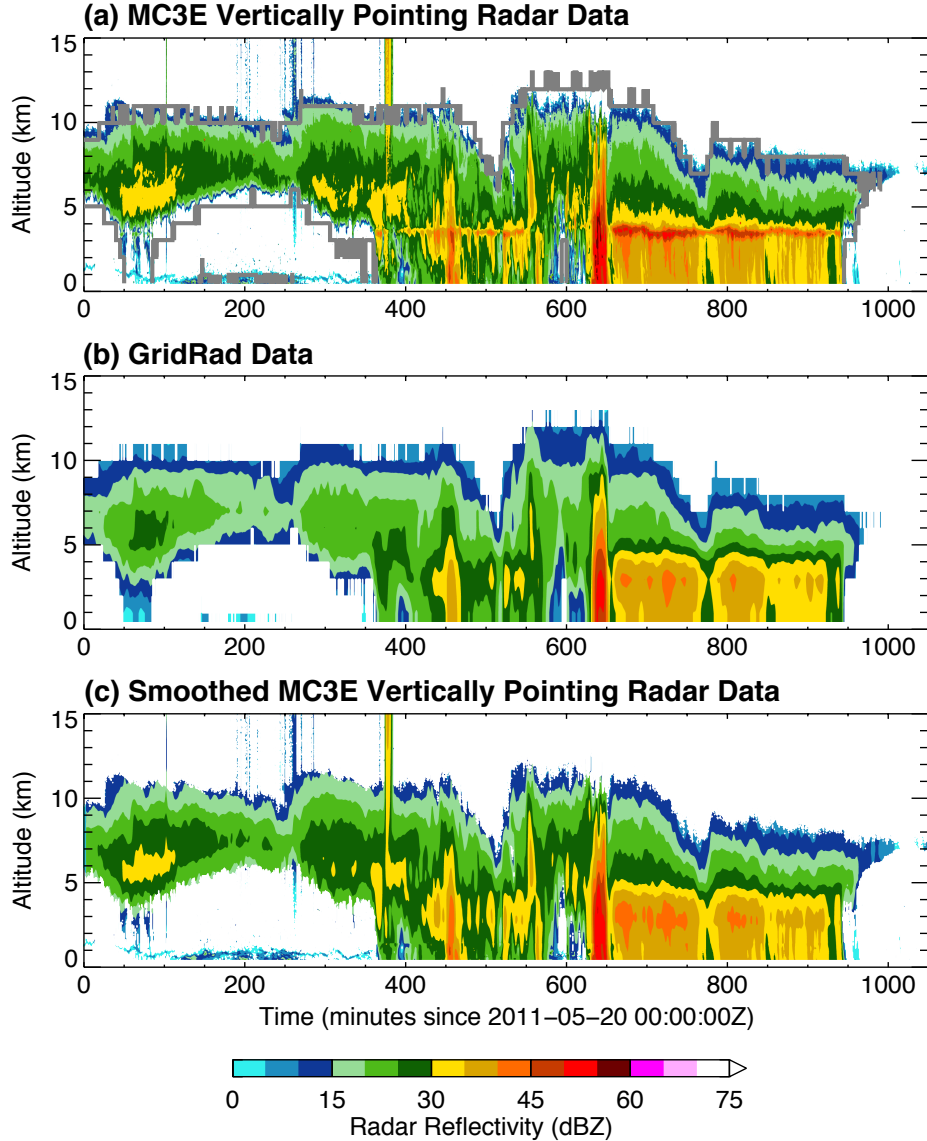 (a) MC3E Vertically Pointing Radar Data
15
10
5
0
Altitude (km)
0 200 400 600 800 1000
(b) GridRad Data
15
10
5
0
Altitude (km)
0 200 400 600 800 1000
(c) Smoothed MC3E Vertically Pointing Radar Data
15
10
5
0
Altitude (km)
0 200 400 600 800 1000
Time (minutes since 2011−05−20 00:00:00Z)
0 15 30 45 60 75
Radar Reflectivity (dBZ)